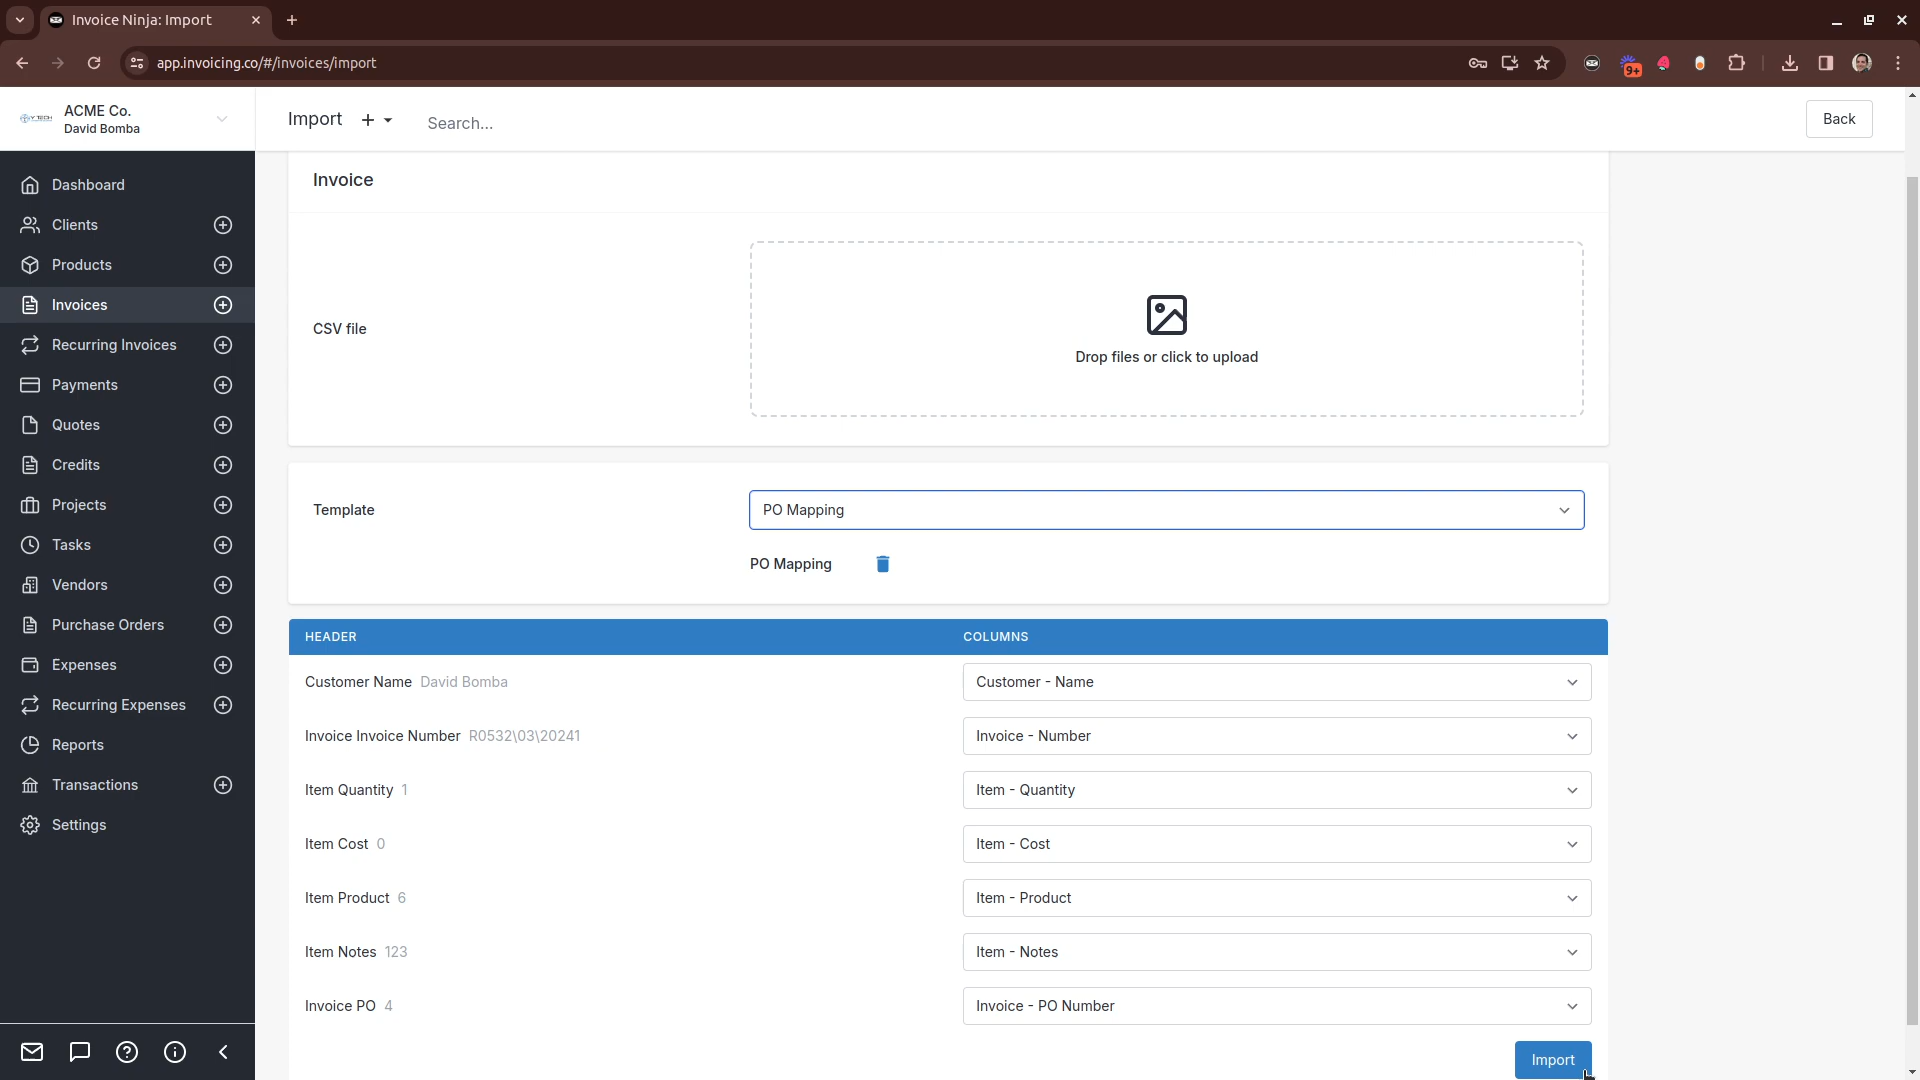 Invoice Ninja: Import
app.invoicing.co/#/invoices/import
9+
ACME Co.
David Bomba
Import
Search...
Back
Dashboard
Clients
Products
Invoices
Recurring Invoices
Payments
Quotes
Credits
Projects
Tasks
Vendors
Purchase Orders
Expenses
Recurring Expenses
Reports
Transactions
Settings
Invoice
CSV file
Drop files or click to upload
Template
PO Mapping
PO Mapping
HEADER COLUMNS
Customer Name David Bomba Customer - Name
Invoice Invoice Number R0532\03\20241 Invoice - Number
Item Quantity 1 Item - Quantity
Item Cost 0 Item - Cost
Item Product 6 Item - Product
Item Notes 123 Item - Notes
Invoice PO 4 Invoice - PO Number
Import